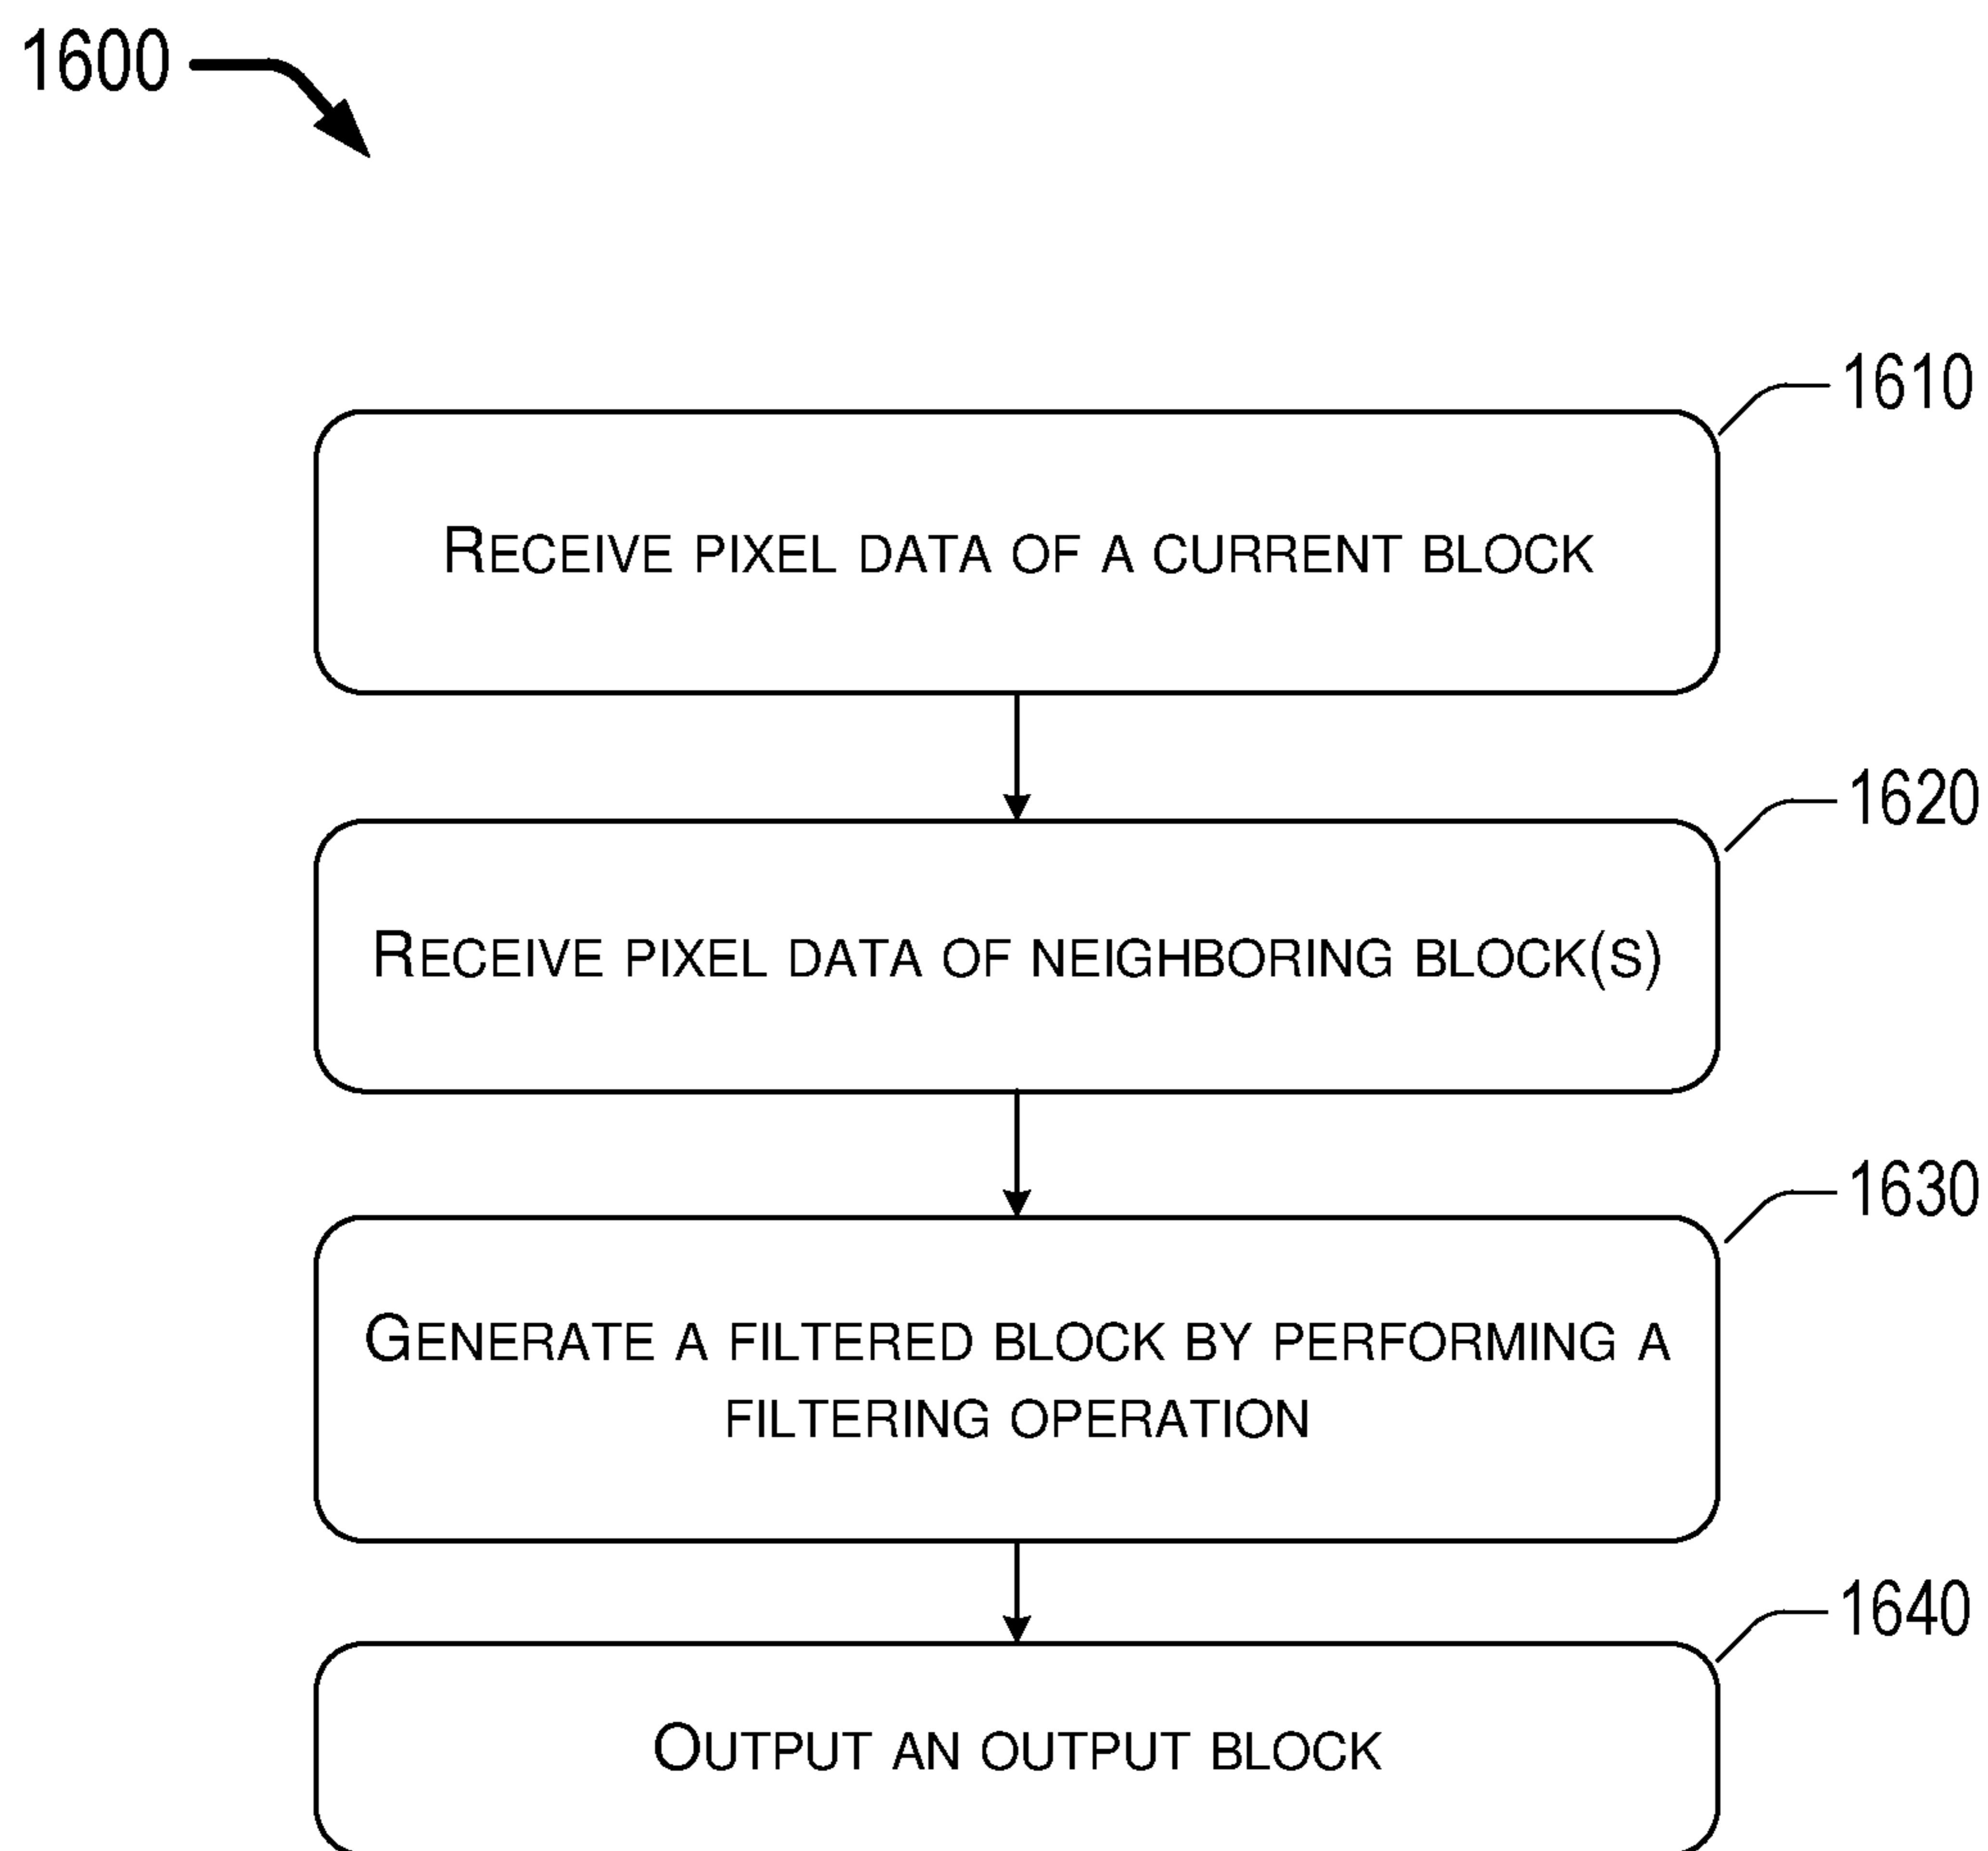 1600
1610
RECEIVE PIXEL DATA OF A CURRENT BLOCK
1620
RECEIVE PIXEL DATA OF NEIGHBORING BLOCK(S)
1630
GENERATE A FILTERED BLOCK BY PERFORMING A
FILTERING OPERATION
1640
OUTPUT AN OUTPUT BLOCK